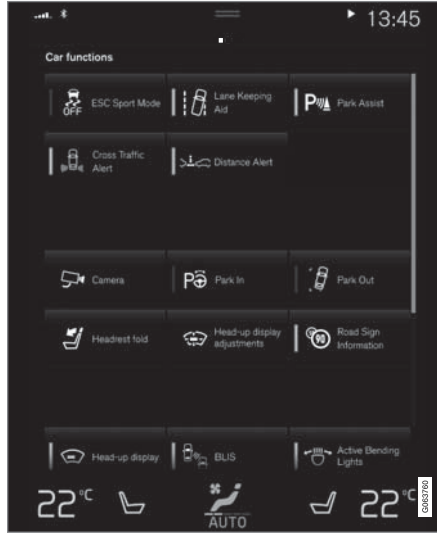 13:45
Car functions
OFF
ESC Sport Mode
Lane Keeping
Aid
P
Park Assist
Cross Traffic
Alert
Distance Alert
Camera
P
Park In
Park Out
Headrest fold
Head-up display
adjustments
90
Road Sign
Information
Head-up display
BLIS
Active Bending
Lights
22°C
AUTO
22°C
G063760